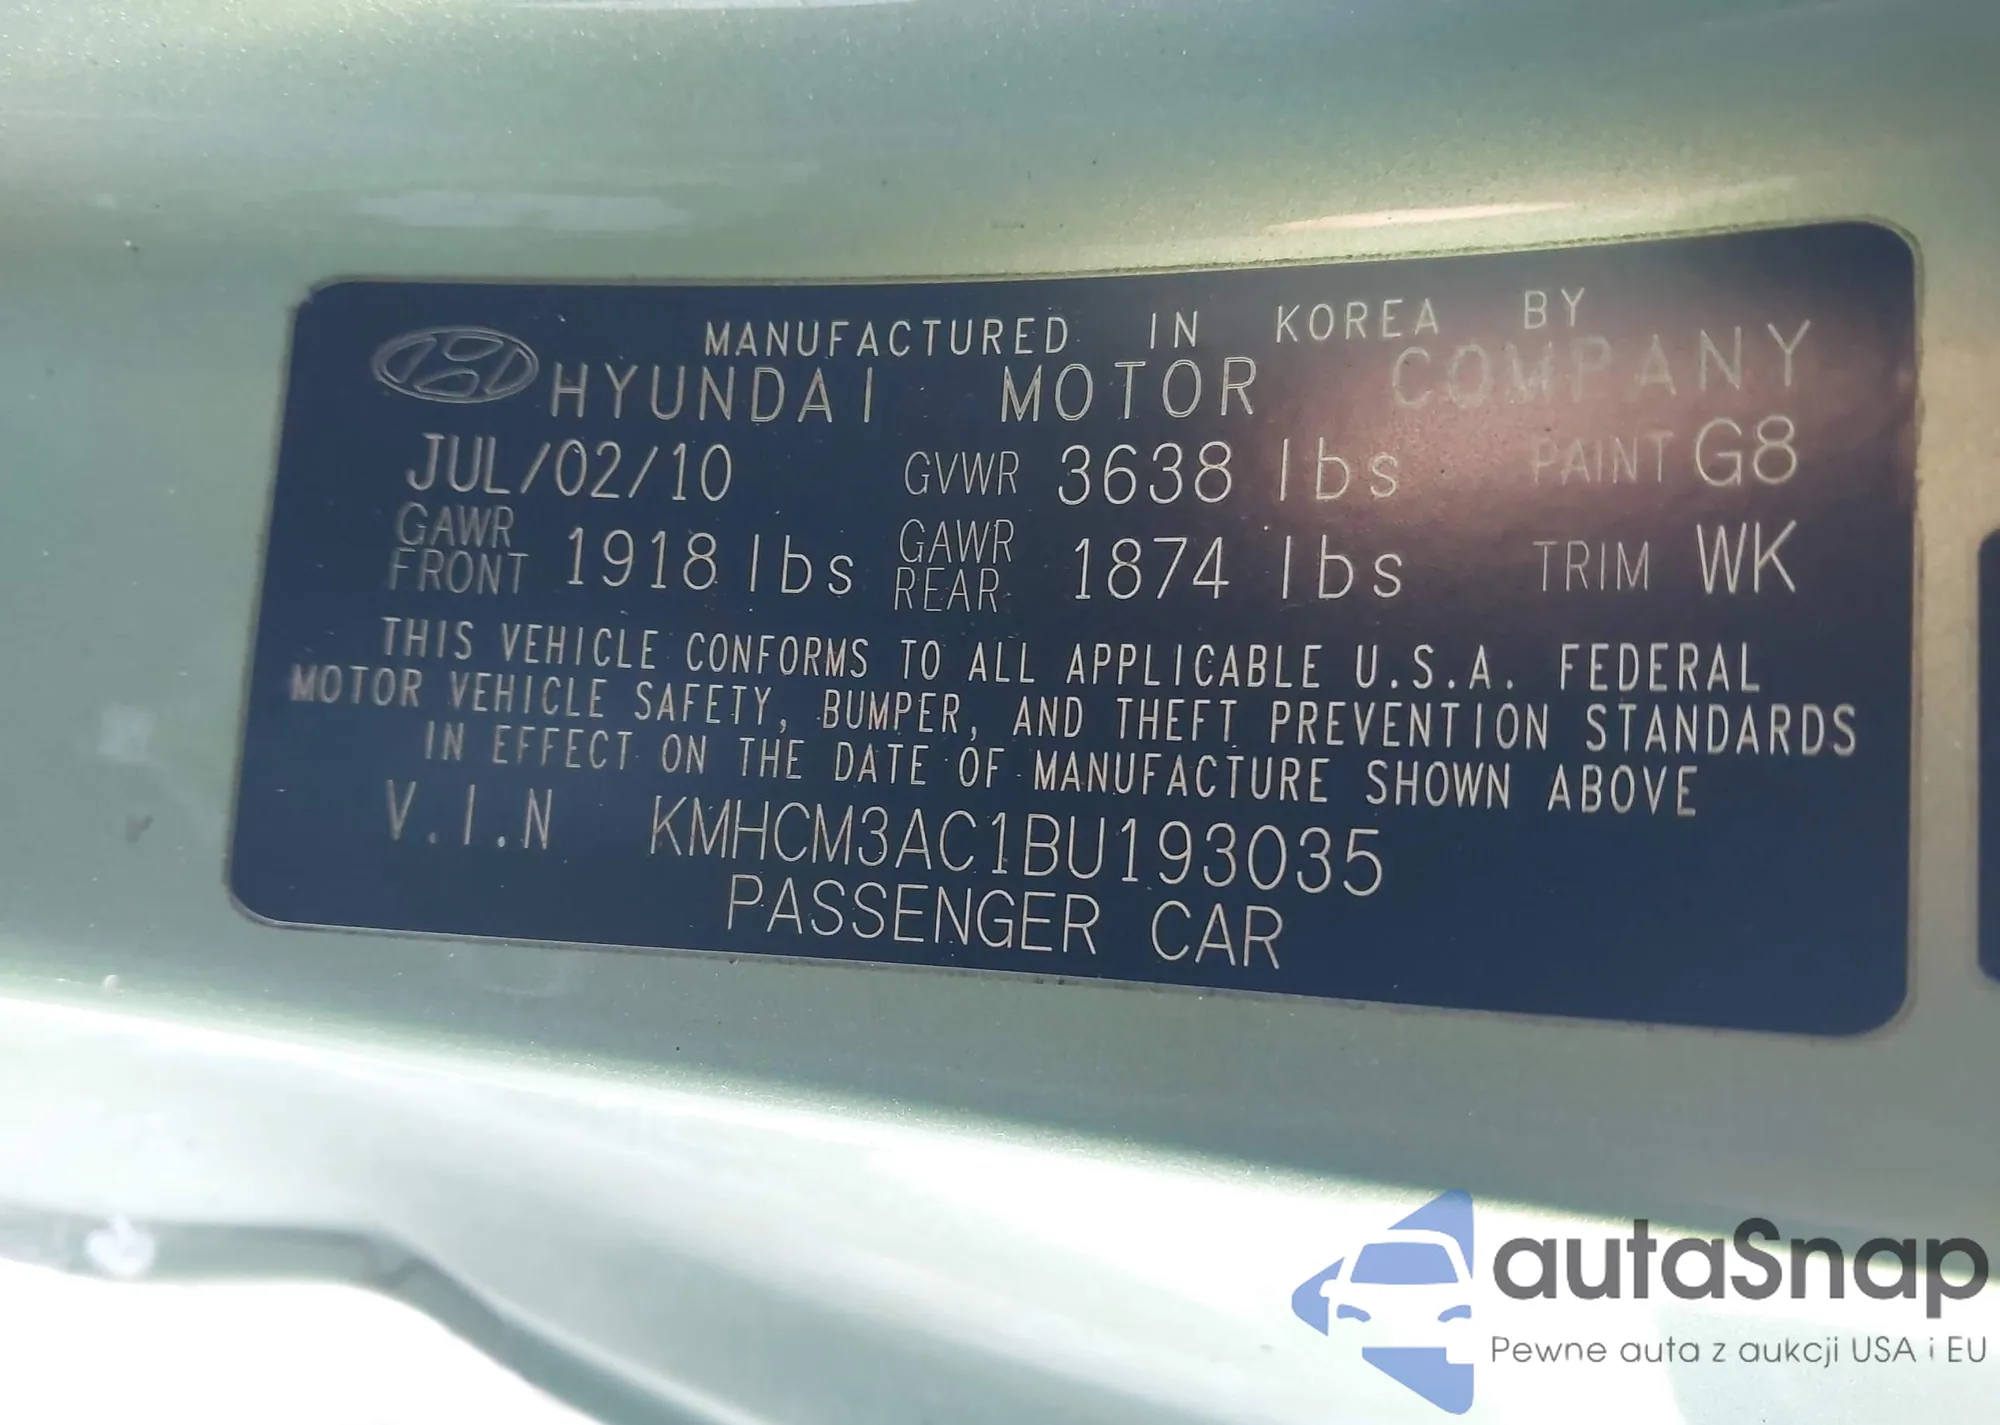 MANUFACTURED IN KOREA BY
HYUNDAI MOTOR COMPANY
JUL/02/10 GVWR 3638 lbs PAINT G8
GAWR FRONT 1918 lbs GAWR REAR 1874 lbs TRIM WK
THIS VEHICLE CONFORMS TO ALL APPLICABLE U.S.A. FEDERAL
MOTOR VEHICLE SAFETY, BUMPER, AND THEFT PREVENTION STANDARDS
IN EFFECT ON THE DATE OF MANUFACTURE SHOWN ABOVE
V.I.N KMHCM3AC1BU193035
PASSENGER CAR
autaSnap
Pewne auta z aukcji USA i EU